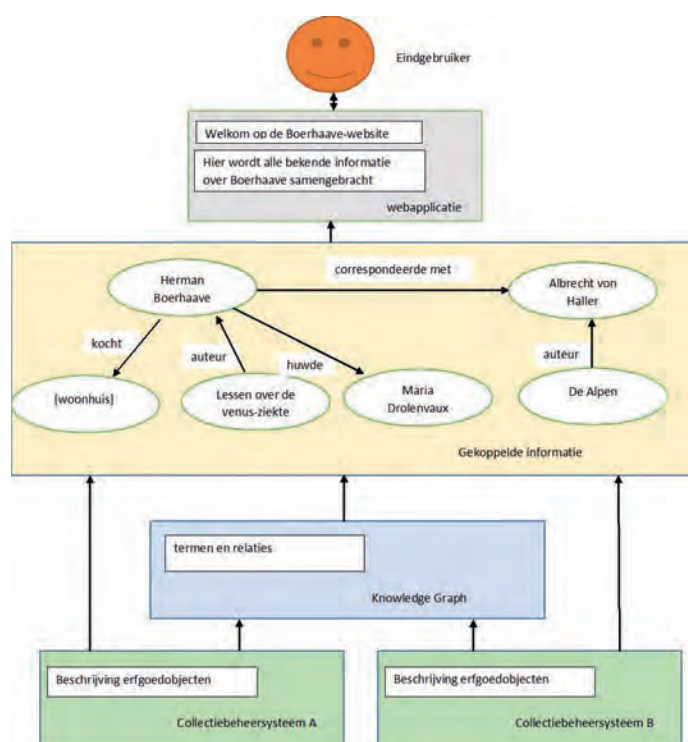 Eindgebruiker
Welkom op de Boerhaave-website
Hier wordt alle bekende informatie
over Boerhaave samengebracht
webapplicatie
correspondeerde met
Herman
Boerhaave
Albrecht von
Haller
kocht
auteur
huwde
auteur
[woonhuis]
Lessen over de
venus-ziekte
Maria
Drolenvaux
De Alpen
Gekoppelde informatie
termen en relaties
Knowledge Graph
Beschrijving erfgoedobjecten
Collectiebeheersysteem A
Beschrijving erfgoedobjecten
Collectiebeheersysteem B